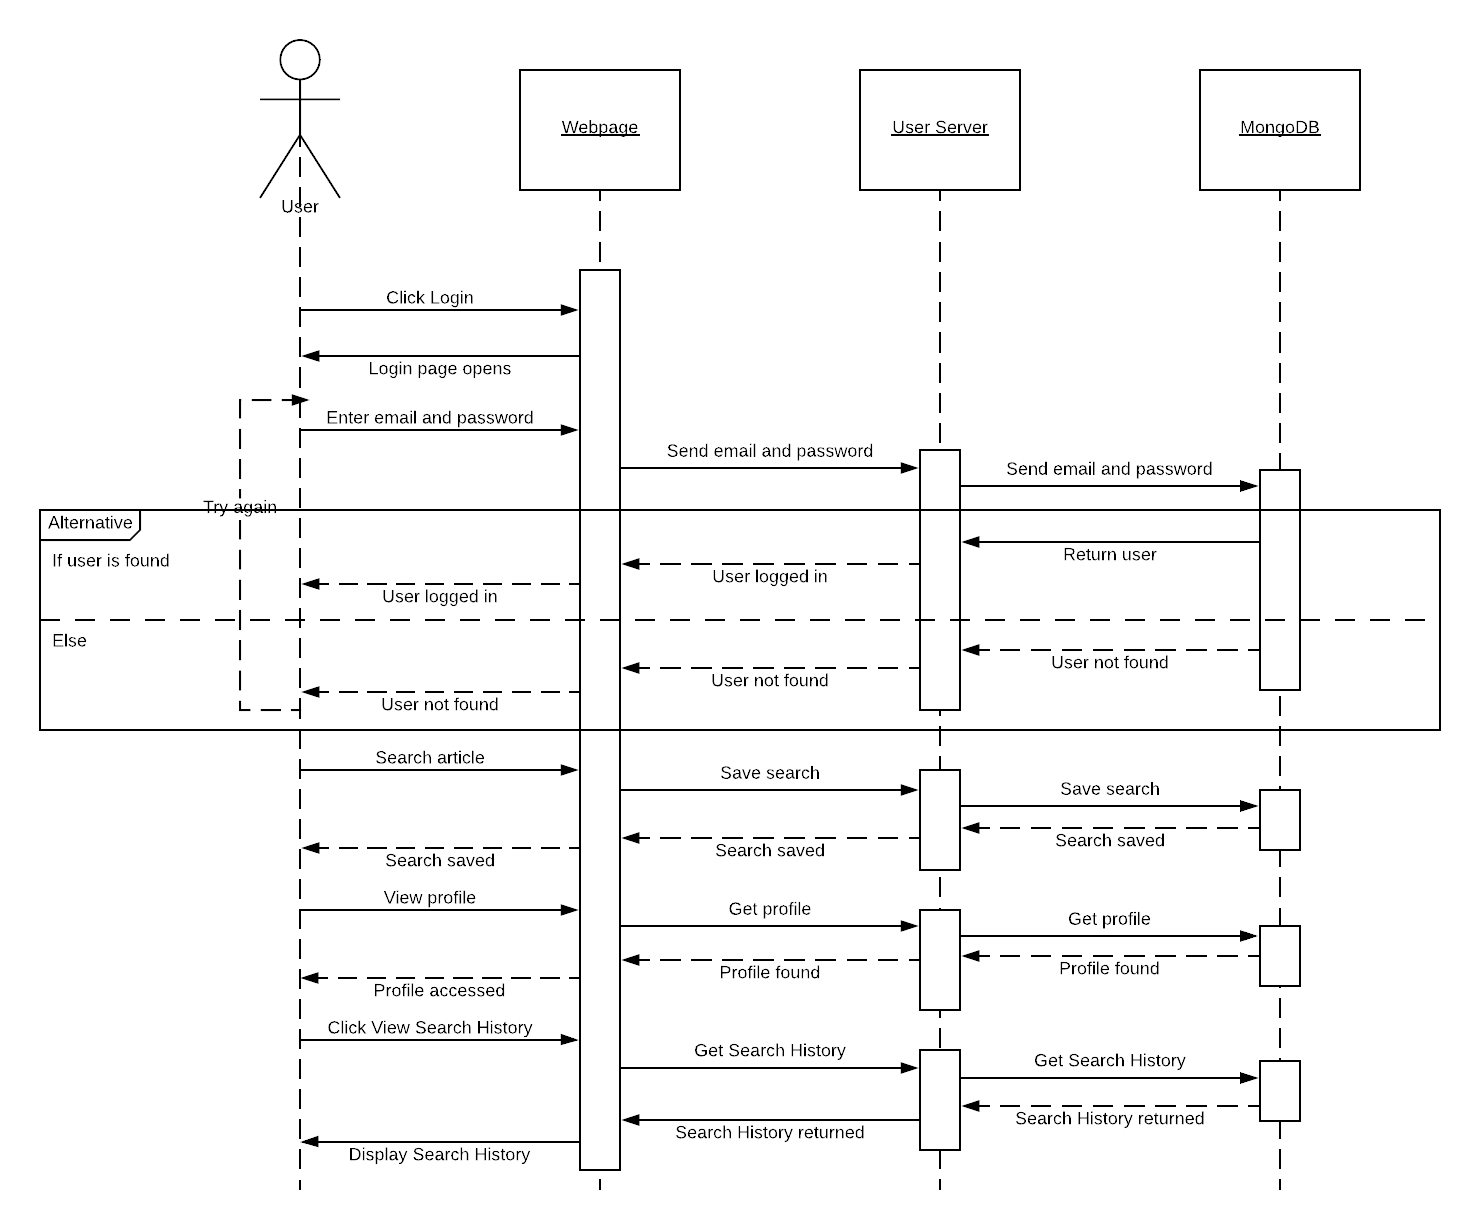 User
Webpage
User Server
MongoDB
Click Login
Login page opens
Enter email and password
Send email and password
Send email and password
Try again
Alternative
If user is found
Return user
User logged in
User logged in
Else
User not found
User not found
User not found
Search article
Save search
Save search
Search saved
Search saved
Search saved
View profile
Get profile
Get profile
Profile found
Profile found
Profile accessed
Click View Search History
Get Search History
Get Search History
Search History returned
Search History returned
Display Search History